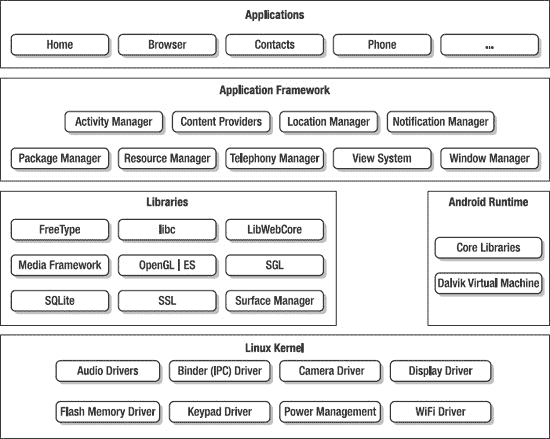 Applications
Home Browser Contacts Phone ...
Application Framework
Activity Manager Content Providers Location Manager Notification Manager
Package Manager Resource Manager Telephony Manager View System Window Manager
Libraries
FreeType libc LibWebCore
Media Framework OpenGL | ES SGL
SQLite SSL Surface Manager
Android Runtime
Core Libraries
Dalvik Virtual Machine
Linux Kernel
Audio Drivers Binder (IPC) Driver Camera Driver Display Driver
Flash Memory Driver Keypad Driver Power Management WiFi Driver